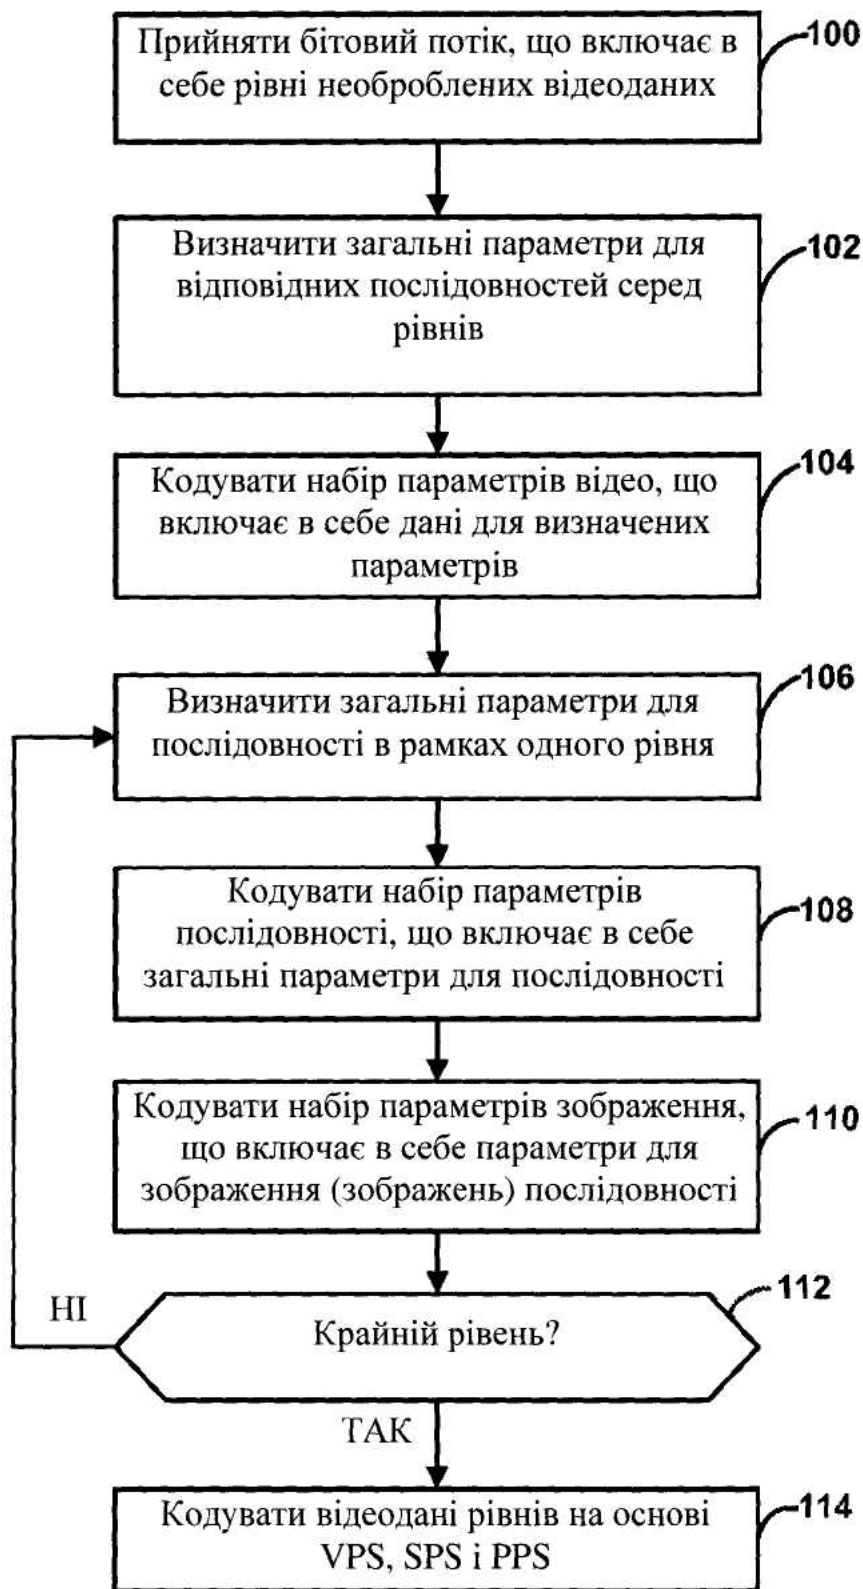 Прийняти бітовий потік, що включає в
себе рівні необроблених відеоданих
100
Визначити загальні параметри для
відповідних послідовностей серед
рівнів
102
Кодувати набір параметрів відео, що
включає в себе дані для визначених
параметрів
104
Визначити загальні параметри для
послідовності в рамках одного рівня
106
Кодувати набір параметрів
послідовності, що включає в себе
загальні параметри для послідовності
108
Кодувати набір параметрів зображення,
що включає в себе параметри для
зображення (зображень) послідовності
110
Крайній рівень?
112
НІ
ТАК
Кодувати відеодані рівнів на основі
VPS, SPS і PPS
114